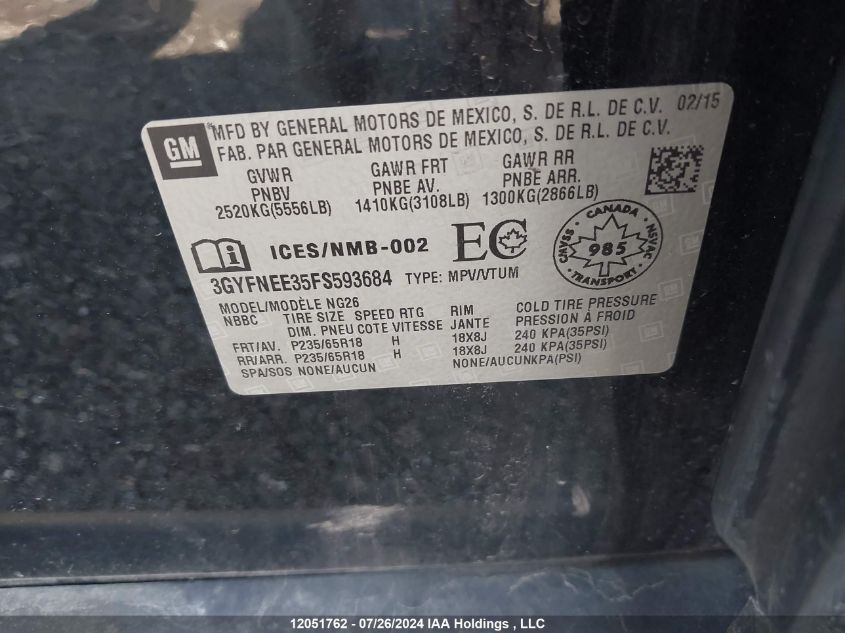 MFD BY GENERAL MOTORS DE MEXICO, S. DE R.L. DE C.V. 02/15
GM FAB. PAR GENERAL MOTORS DE MEXICO, S. DE R.L. DE C.V.
GVWR GAWR FRT GAWR RR
PNBV PNBE AV. PNBE ARR.
2520KG(5556LB) 1410KG(3108LB) 1300KG(2866LB)
i ICES/NMB-002 EC CANADA 985 TRANSPORT SVAC NSVAC
3GYFNEE35FS593684 TYPE: MPV/VTUM
MODEL/MODÈLE NG26
NBBC TIRE SIZE SPEED RTG RIM COLD TIRE PRESSURE
DIM. PNEU COTE VITESSE JANTE PRESSION À FROID
FRT/AV. P235/65R18 H 18X8J 240 KPA(35PSI)
RR/ARR. P235/65R18 H 18X8J 240 KPA(35PSI)
SPA/SOS NONE/AUCUN NONE/AUCUNKPA(PSI)
12051762 - 07/26/2024 IAA Holdings , LLC